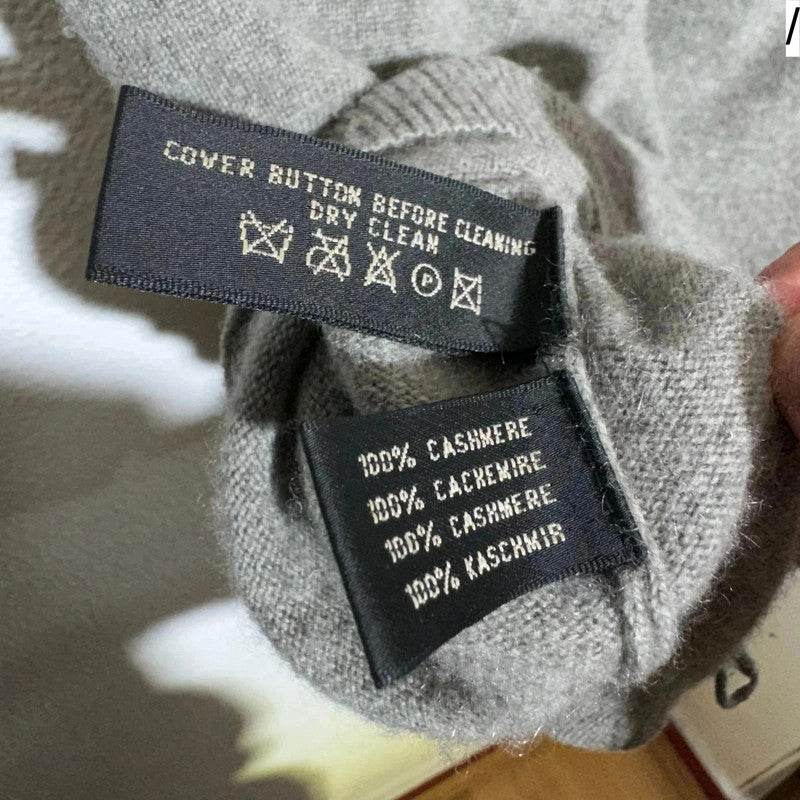 COVER BUTTON BEFORE CLEANING
DRY CLEAN
P
100% CASHMERE
100% CACHEMIRE
100% CASHMERE
100% KASCHMIR
/